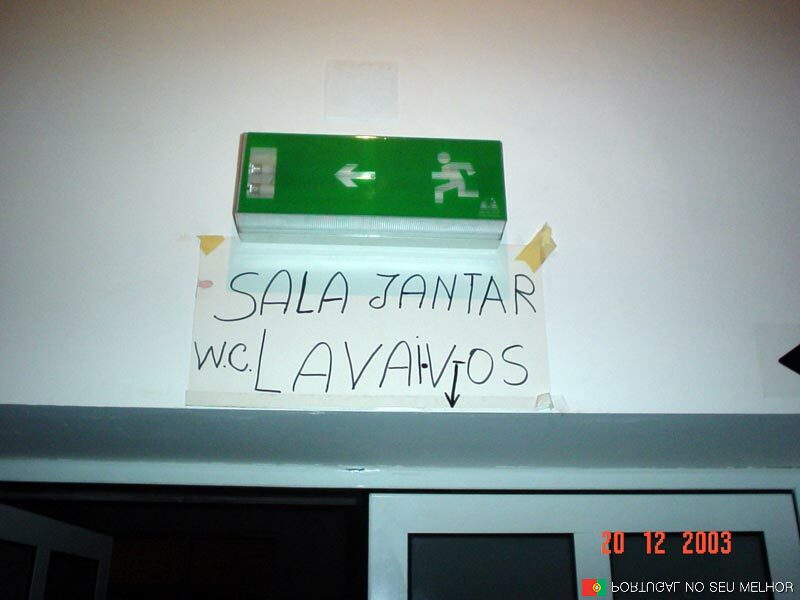 SALA JANTAR
W.C. LAVAIVOS
20 12 2003
PORTUGAL NO SEU MELHOR